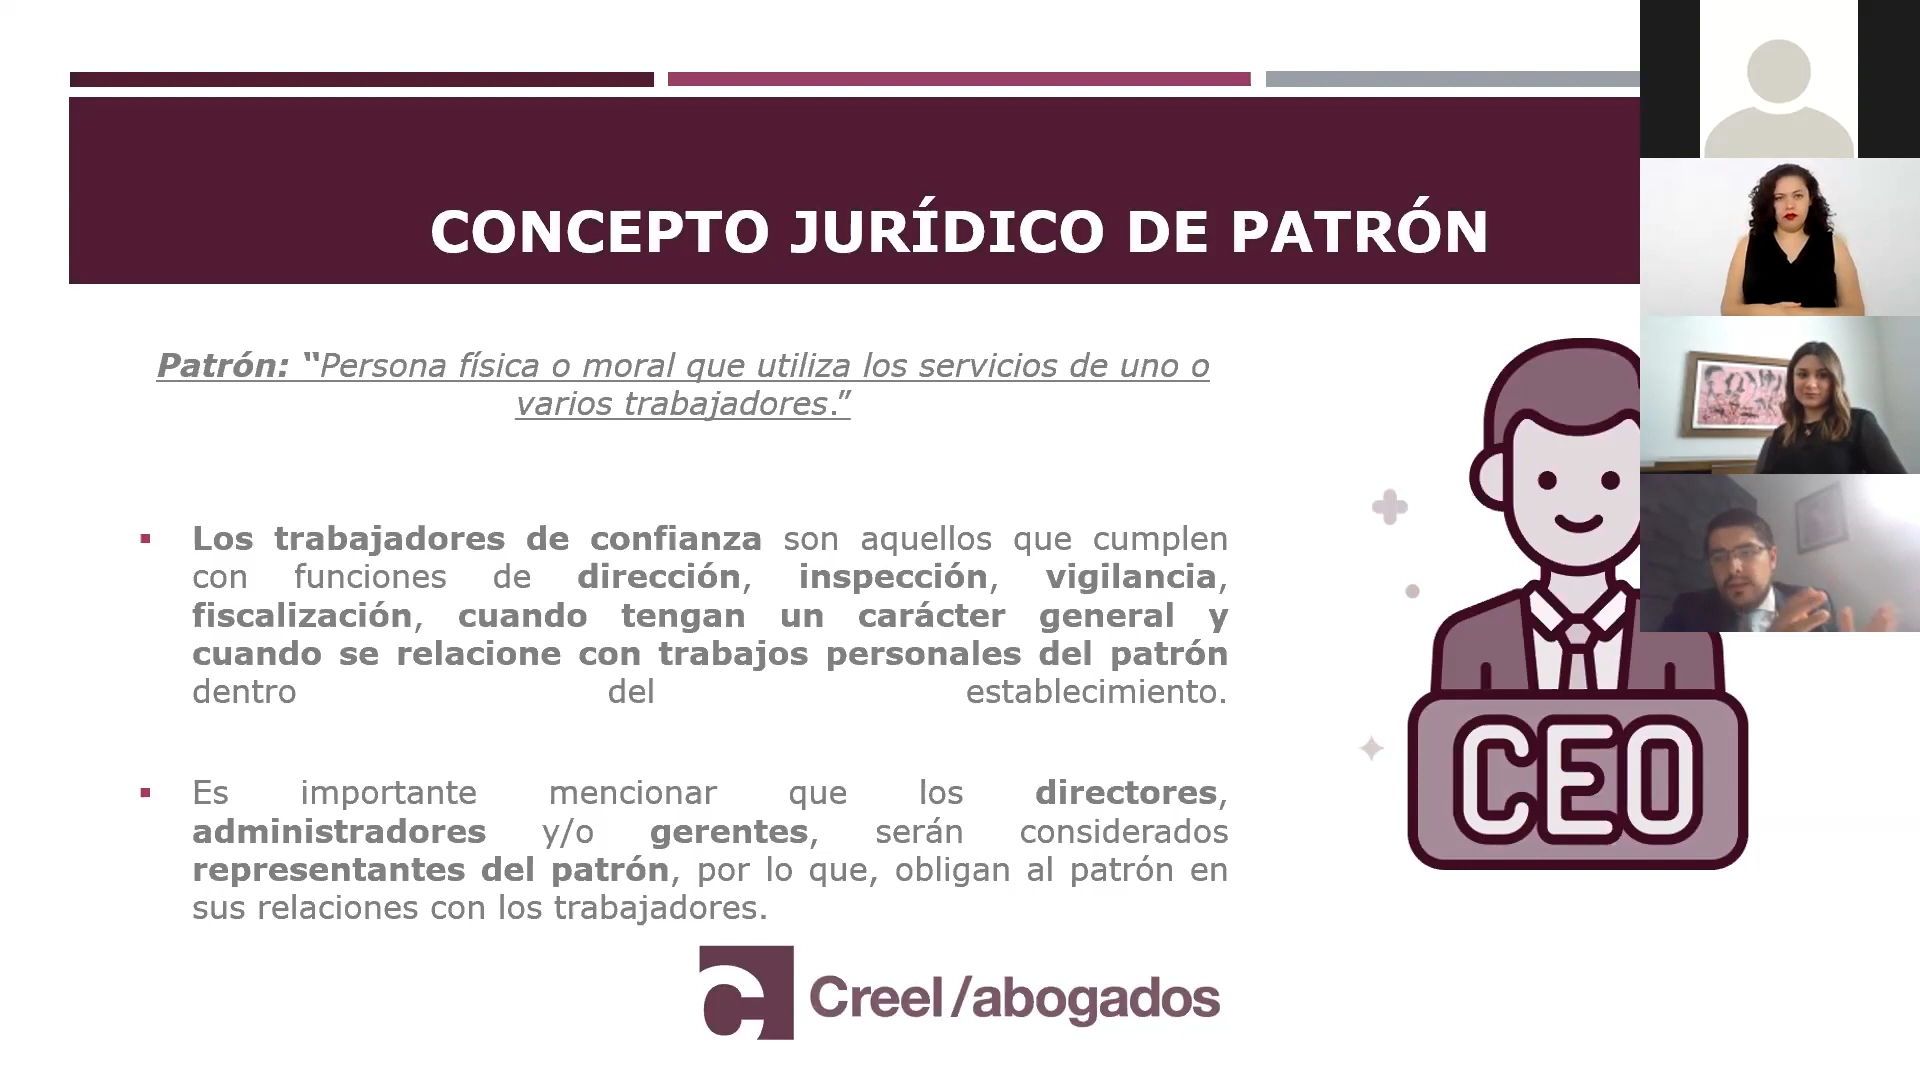 CONCEPTO JURÍDICO DE PATRÓN
Patrón: “Persona física o moral que utiliza los servicios de uno o
varios trabajadores.”
▪ Los trabajadores de confianza son aquellos que cumplen
con funciones de dirección, inspección, vigilancia,
fiscalización, cuando tengan un carácter general y
cuando se relacione con trabajos personales del patrón
dentro del establecimiento.
▪ Es importante mencionar que los directores,
administradores y/o gerentes, serán considerados
representantes del patrón, por lo que, obligan al patrón en
sus relaciones con los trabajadores.
CEO
Creel/abogados